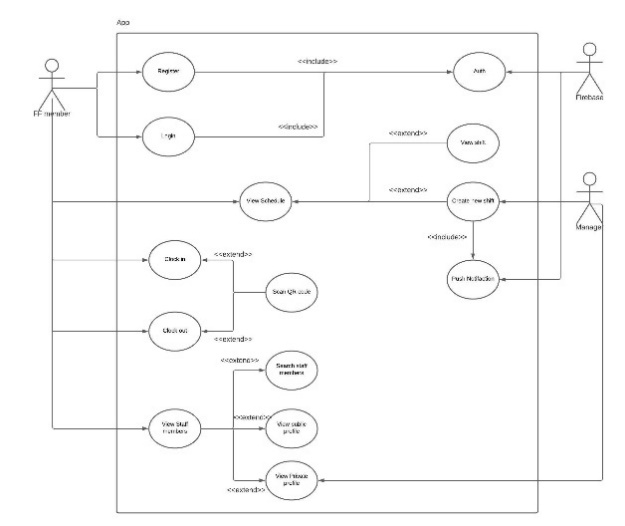 App
Register
<<include>>
Auth
FF member
Firebase
Login
<<include>>
<<extend>>
View shift
View Schedule
<<extend>>
Create new shift
Manager
<<include>>
Clock in
<<extend>>
Push Notifiaction
Scan QR code
Clock out
<<extend>>
<<extend>>
Search staff
members
View Staff
members
<<extend>>
View public
profile
View Private
profile
<<extend>>